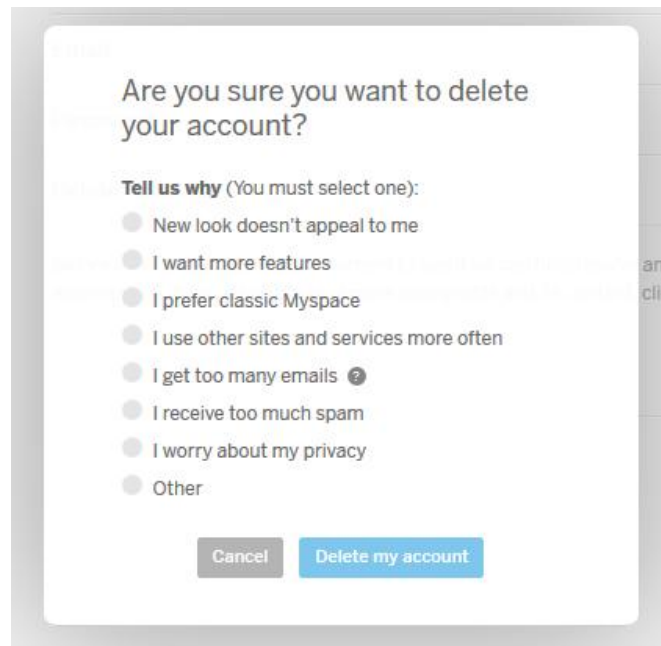 Are you sure you want to delete
your account?
Tell us why (You must select one):
New look doesn't appeal to me
I want more features
I prefer classic Myspace
I use other sites and services more often
I get too many emails ?
I receive too much spam
I worry about my privacy
Other
Cancel
Delete my account